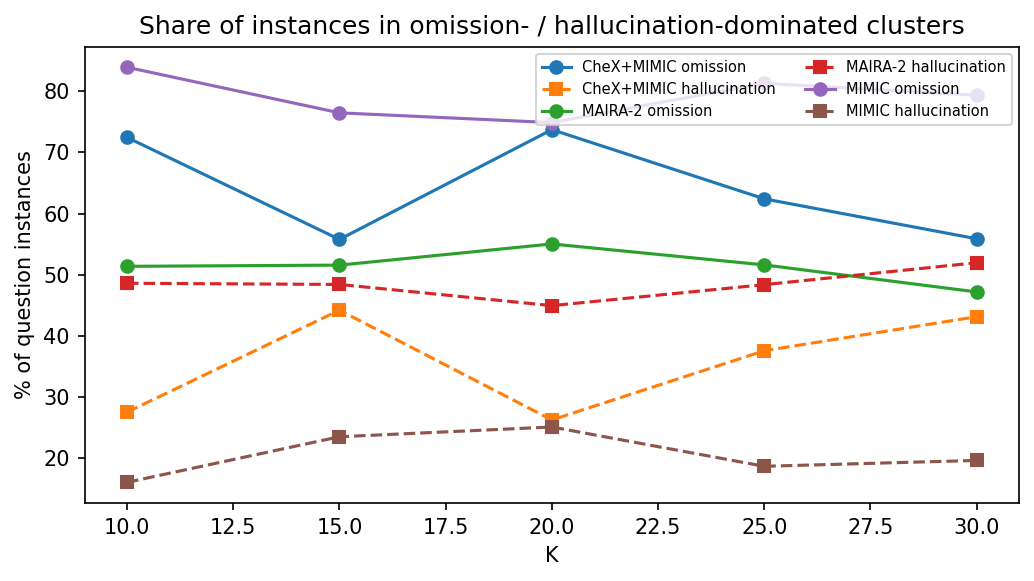 Share of instances in omission- / hallucination-dominated clusters
CheX+MIMIC omission
CheX+MIMIC hallucination
MAIRA-2 omission
MAIRA-2 hallucination
MIMIC omission
MIMIC hallucination
% of question instances
80
70
60
50
40
30
20
10.0 12.5 15.0 17.5 20.0 22.5 25.0 27.5 30.0
K